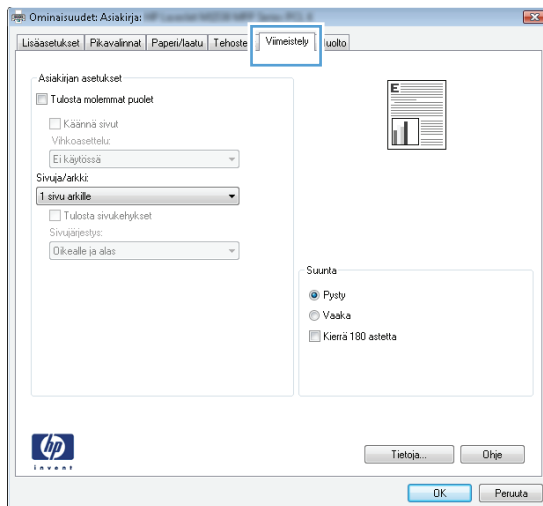 Ominaisuudet: Asiakirja:
Lisäasetukset Pikavalinnat Paperi/laatu Tehoste Viimeistely uolto
Asiakirjan asetukset
Tulosta molemmat puolet
Käännä sivut
Vihkoasettelu:
Ei käytössä
Sivuja/arkki:
1 sivu arkille
Tulosta sivukehykset
Sivujärjestys:
Oikealle ja alas
E
Suunta
Pysty
Vaaka
Kierrä 180 astetta
hp
invent
Tietoja... Ohje
OK Peruuta